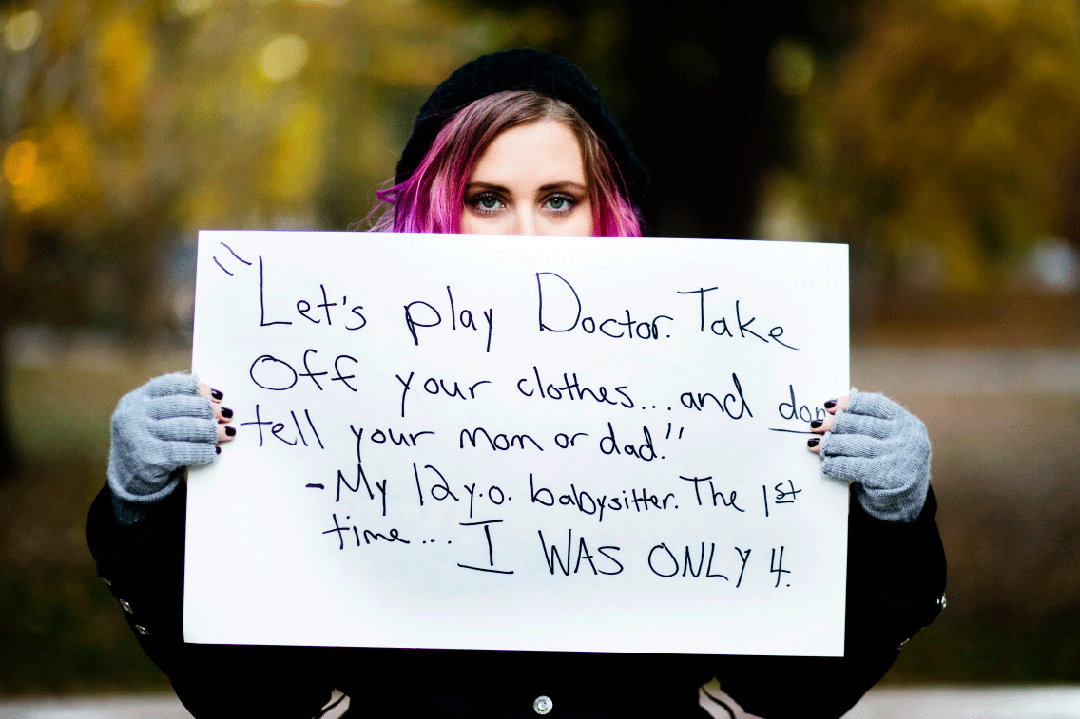 "Let's play Doctor. Take
Off your clothes... and
tell your mom or dad!"
-My 12 y.o. babysitter. The 1st
time... I WAS ONLY 4.